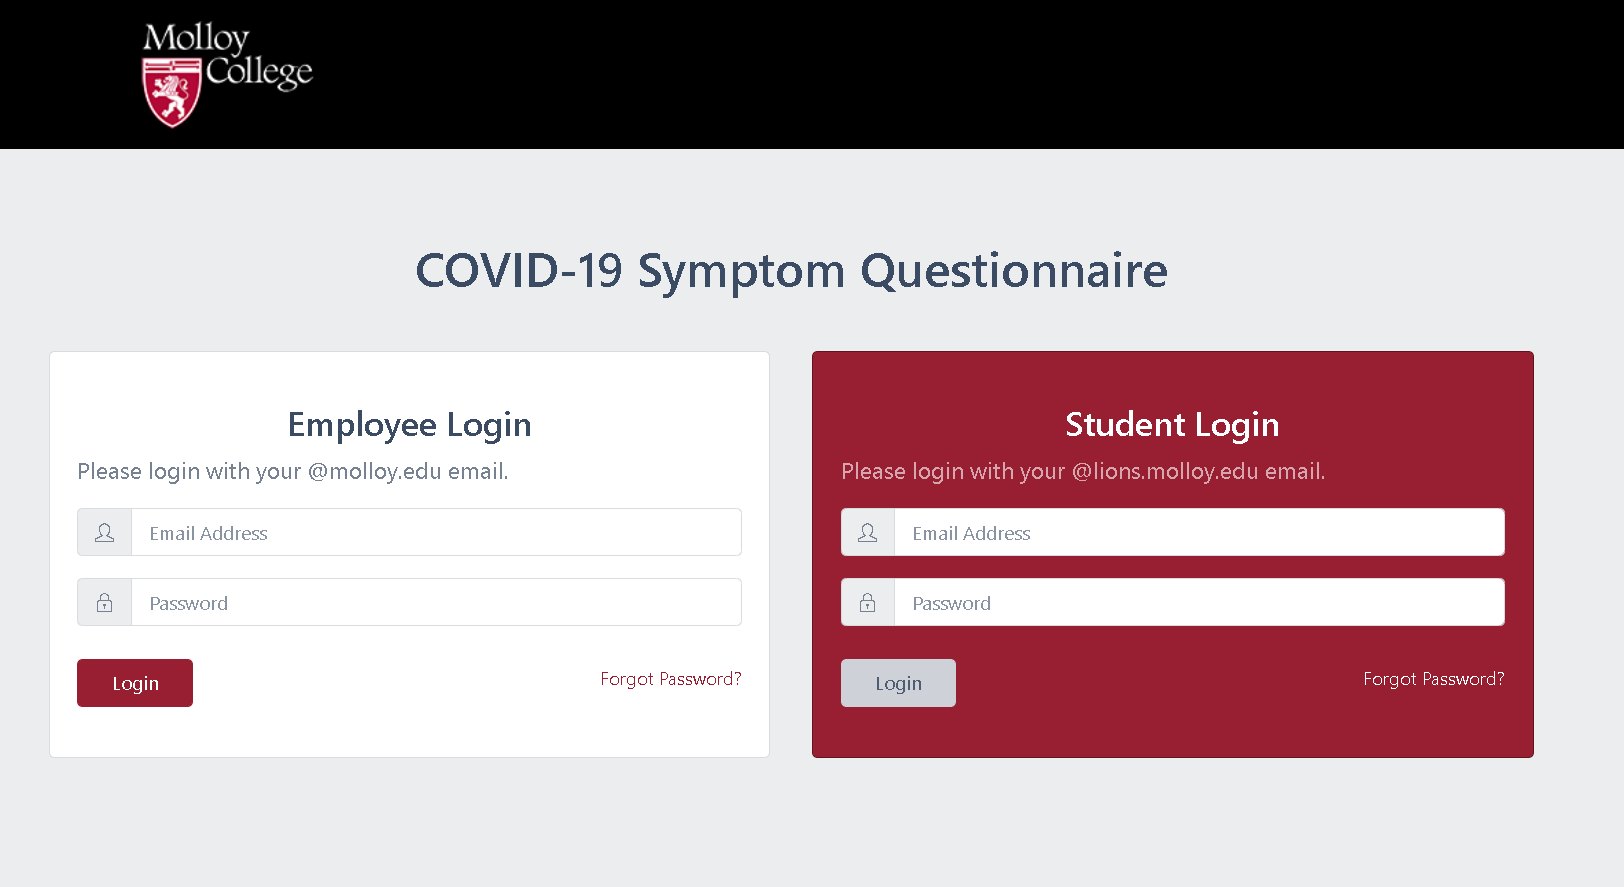 Molloy
College
COVID-19 Symptom Questionnaire
Employee Login
Please login with your @molloy.edu email.
Email Address
Password
Login
Forgot Password?
Student Login
Please login with your @lions.molloy.edu email.
Email Address
Password
Login
Forgot Password?